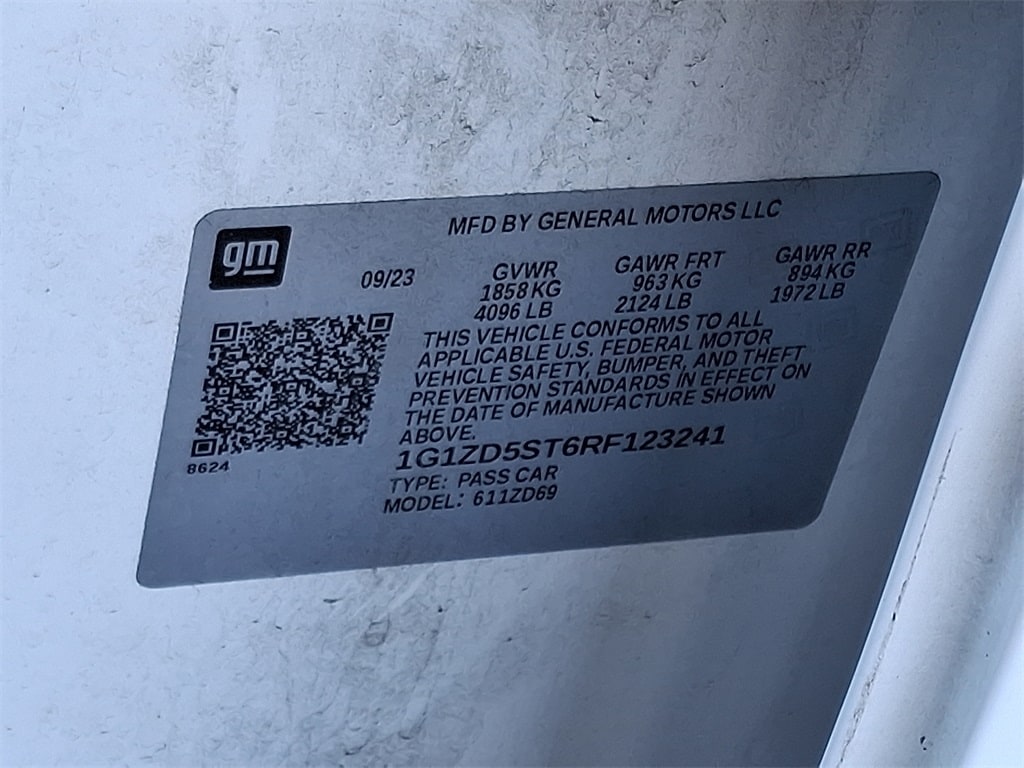 MFD BY GENERAL MOTORS LLC
gm
09/23
GVWR GAWR FRT GAWR RR
1858 KG 963 KG 894 KG
4096 LB 2124 LB 1972 LB
THIS VEHICLE CONFORMS TO ALL
APPLICABLE U.S. FEDERAL MOTOR
VEHICLE SAFETY, BUMPER, AND THEFT
PREVENTION STANDARDS IN EFFECT ON
THE DATE OF MANUFACTURE SHOWN
ABOVE.
8624
1G1ZD5ST6RF123241
TYPE: PASS CAR
MODEL: 611ZD69